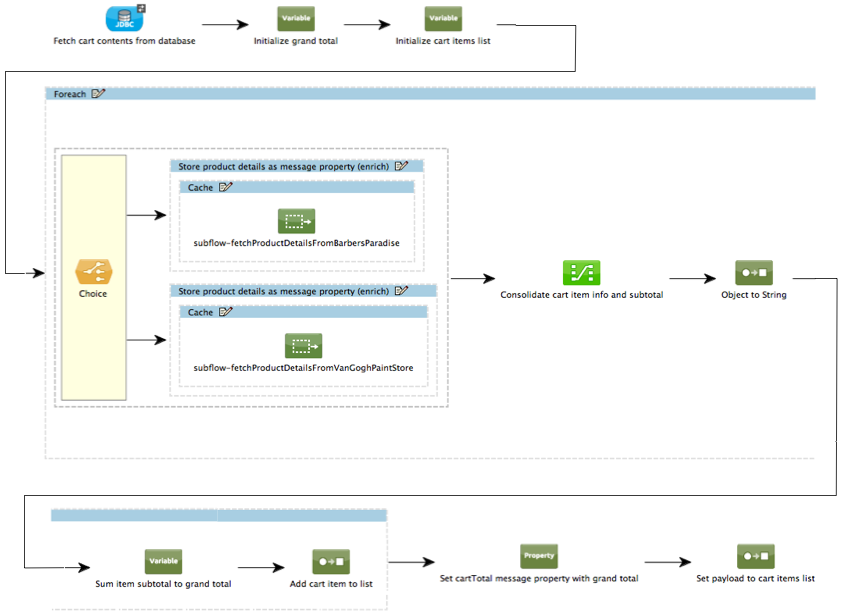 JDBC
Variable
Variable
Fetch cart contents from database
Initialize grand total
Initialize cart items list
Foreach
Store product details as message property (enrich)
Cache
subflow-fetchProductDetailsFromBarbersParadise
Choice
Consolidate cart item info and subtotal
Object to String
Store product details as message property (enrich)
Cache
subflow-fetchProductDetailsFromVanGoghPaintStore
Variable
Sum item subtotal to grand total
Add cart item to list
Property
Set cartTotal message property with grand total
Set payload to cart items list